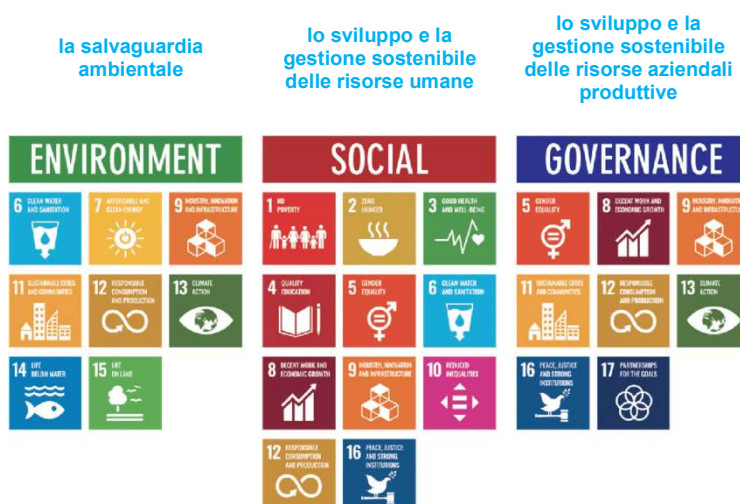 la salvaguardia
ambientale
lo sviluppo e la
gestione sostenibile
delle risorse umane
lo sviluppo e la
gestione sostenibile
delle risorse aziendali
produttive
ENVIRONMENT
6 CLEAN WATER
AND SANITATION
7 AFFORDABLE AND
CLEAN ENERGY
9 INDUSTRY, INNOVATION
AND INFRASTRUCTURE
11 SUSTAINABLE CITIES
AND COMMUNITIES
12 RESPONSIBLE
CONSUMPTION
AND PRODUCTION
13 CLIMATE
ACTION
14 LIFE
BELOW WATER
15 LIFE
ON LAND
SOCIAL
1 NO
POVERTY
2 ZERO
HUNGER
3 GOOD HEALTH
AND WELL-BEING
4 QUALITY
EDUCATION
5 GENDER
EQUALITY
6 CLEAN WATER
AND SANITATION
8 DECENT WORK AND
ECONOMIC GROWTH
9 INDUSTRY, INNOVATION
AND INFRASTRUCTURE
10 REDUCED
INEQUALITIES
12 RESPONSIBLE
CONSUMPTION
AND PRODUCTION
16 PEACE, JUSTICE
AND STRONG
INSTITUTIONS
GOVERNANCE
5 GENDER
EQUALITY
8 DECENT WORK AND
ECONOMIC GROWTH
9 INDUSTRY, INNOVATION
AND INFRASTRUCTURE
11 SUSTAINABLE CITIES
AND COMMUNITIES
12 RESPONSIBLE
CONSUMPTION
AND PRODUCTION
13 CLIMATE
ACTION
16 PEACE, JUSTICE
AND STRONG
INSTITUTIONS
17 PARTNERSHIPS
FOR THE GOALS